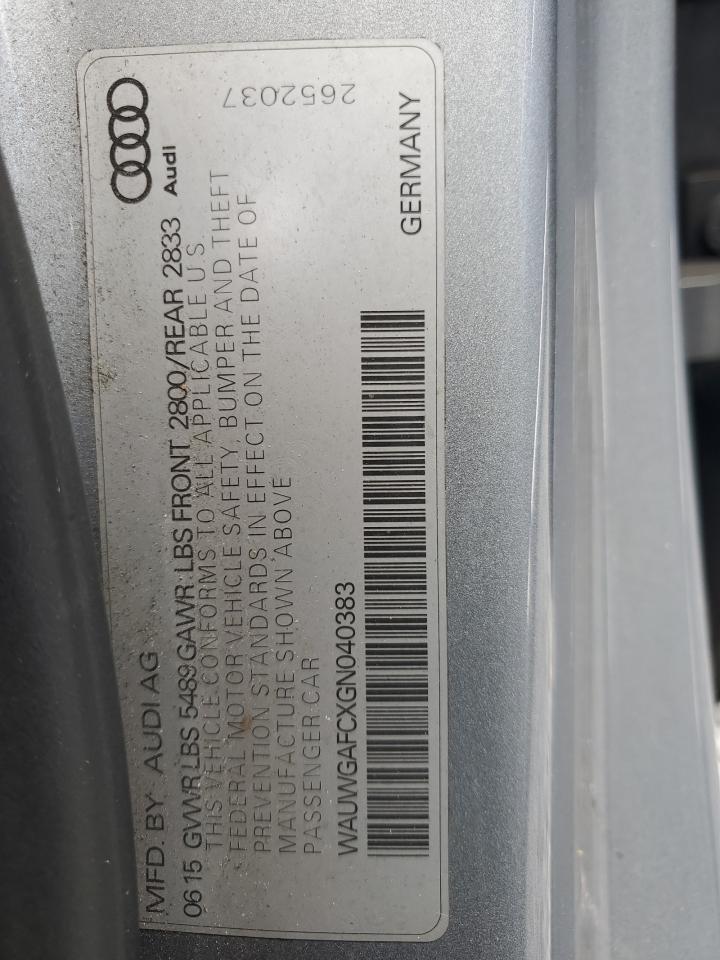 MFD. BY: AUDI AG
Audi
06 15 GVWR LBS 5489 GAWR: LBS FRONT 2800/REAR 2833
THIS VEHICLE CONFORMS TO ALL APPLICABLE U S
FEDERAL MOTOR VEHICLE SAFETY, BUMPER AND THEFT
PREVENTION STANDARDS IN EFFECT ON THE DATE OF
MANUFACTURE SHOWN ABOVE
PASSENGER CAR
2652037
WAUWGAFCXGN040383
GERMANY